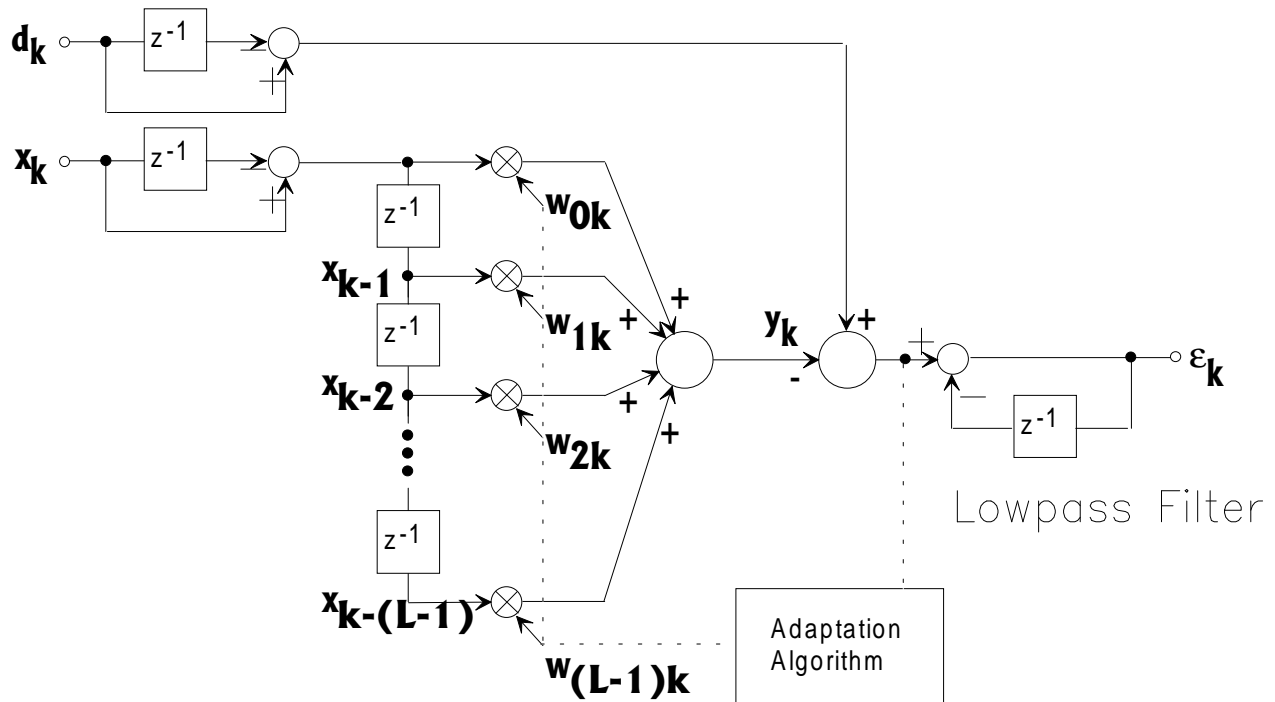 d_k
z^-1
−
+
x_k
z^-1
−
+
w_0k
z^-1
x_k-1
w_1k
+
+
z^-1
y_k
+
-
+
−
ε_k
x_k-2
w_2k
+
+
z^-1
Lowpass Filter
z^-1
x_k-(L-1)
w_(L-1)k
Adaptation
Algorithm